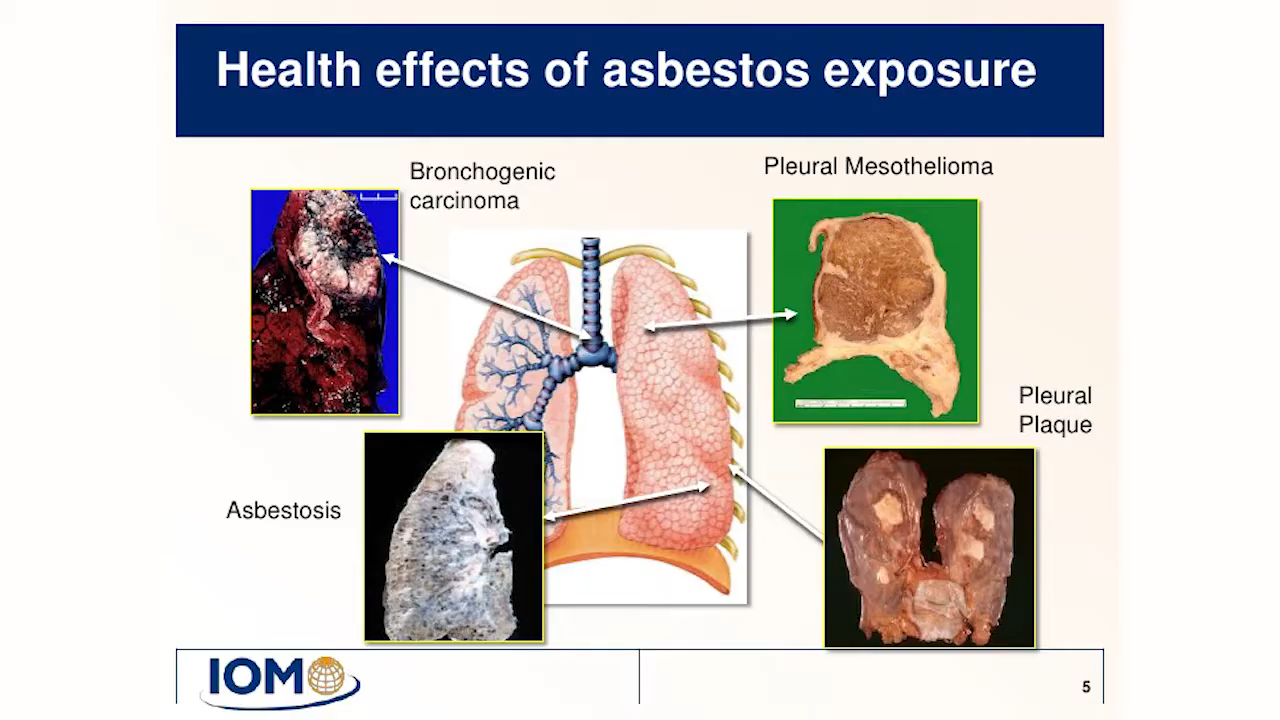 Health effects of asbestos exposure
Bronchogenic
carcinoma
Pleural Mesothelioma
Pleural
Plaque
Asbestosis
IOM
5